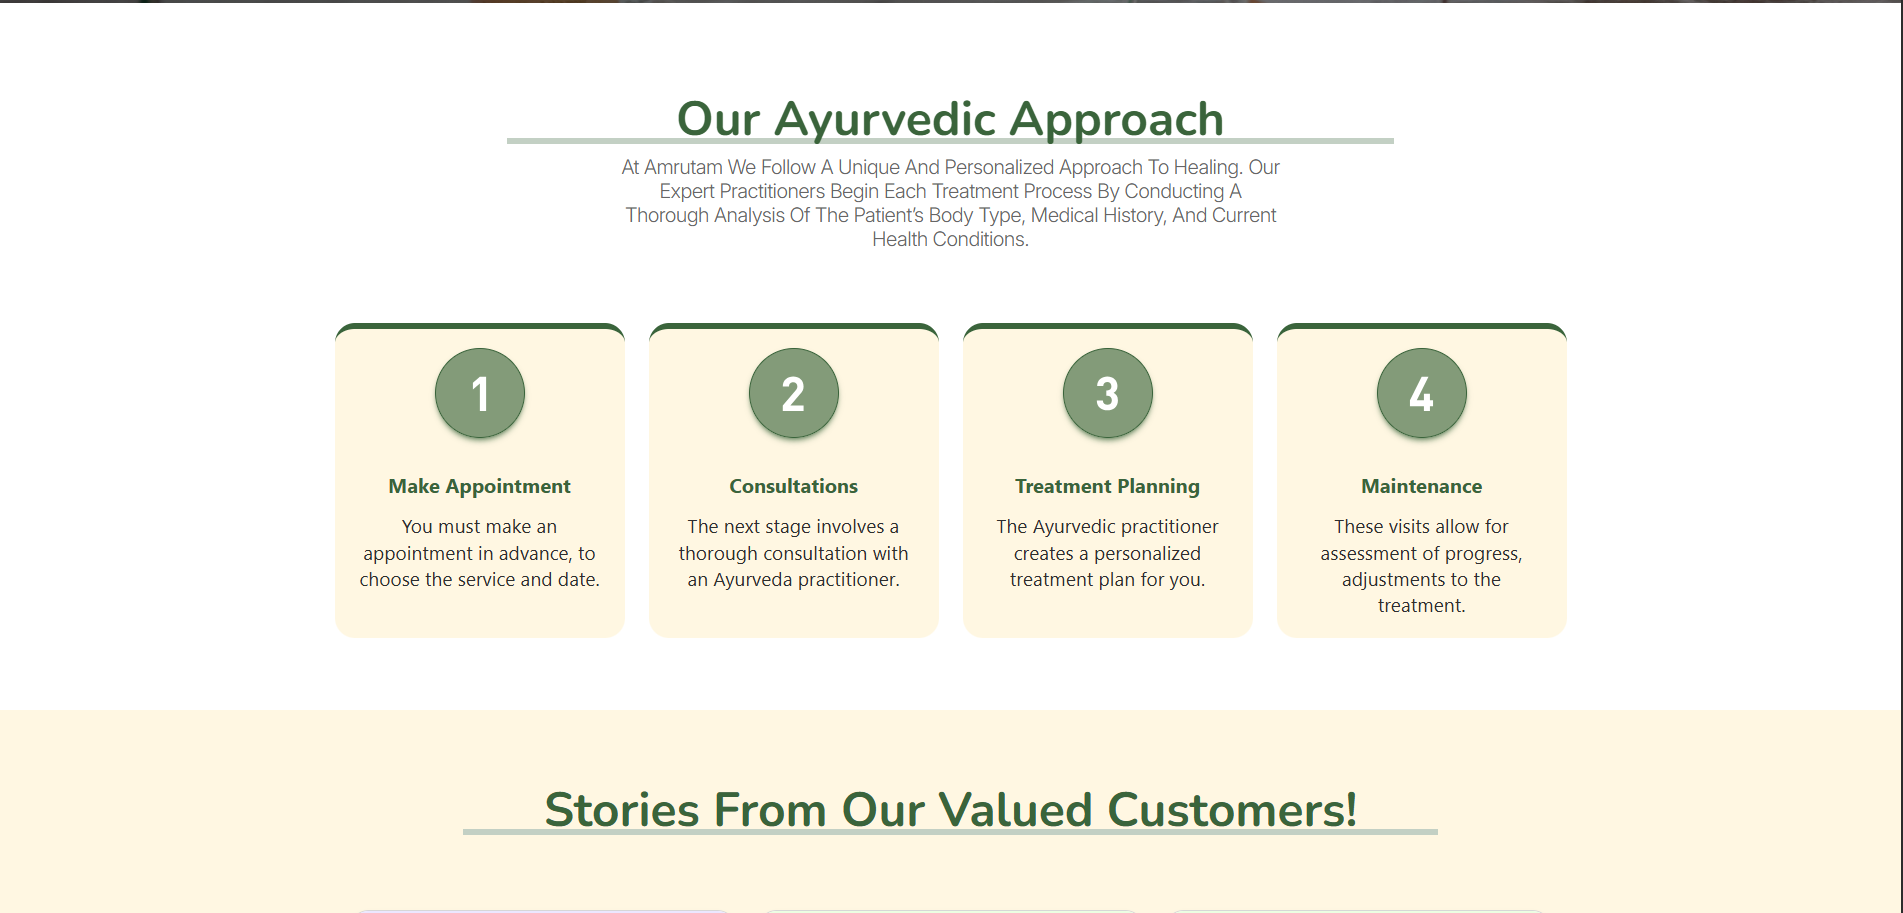 Our Ayurvedic Approach
At Amrutam We Follow A Unique And Personalized Approach To Healing. Our
Expert Practitioners Begin Each Treatment Process By Conducting A
Thorough Analysis Of The Patient’s Body Type, Medical History, And Current
Health Conditions.
1
Make Appointment
You must make an
appointment in advance, to
choose the service and date.
2
Consultations
The next stage involves a
thorough consultation with
an Ayurveda practitioner.
3
Treatment Planning
The Ayurvedic practitioner
creates a personalized
treatment plan for you.
4
Maintenance
These visits allow for
assessment of progress,
adjustments to the
treatment.
Stories From Our Valued Customers!